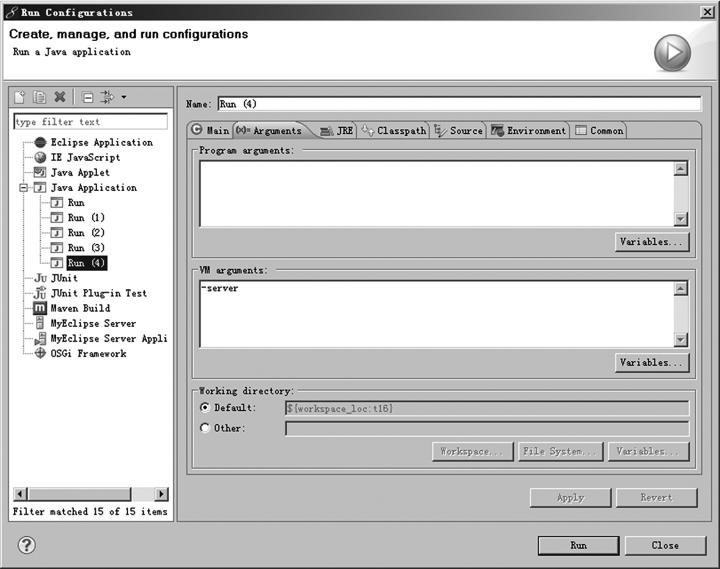 Run Configurations
Create, manage, and run configurations
Run a Java application
type filter text
Eclipse Application
IE JavaScript
Java Applet
Java Application
Run
Run (1)
Run (2)
Run (3)
Run (4)
JUnit
JUnit Plug-in Test
Maven Build
MyEclipse Server
MyEclipse Server Appli
OSGi Framework
Filter matched 15 of 15 items
Name: Run (4)
Main (x)= Arguments JRE Classpath Source Environment Common
Program arguments:
Variables...
VM arguments:
-server
Variables...
Working directory:
Default: ${workspace_loc:t16}
Other:
Workspace... File System... Variables...
Apply Revert
Run Close